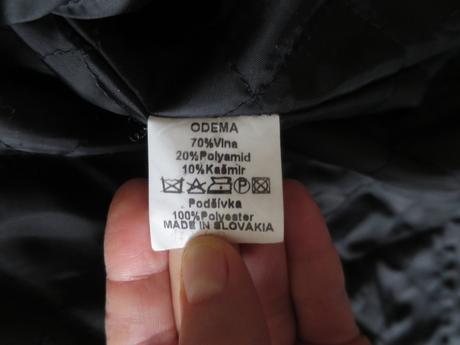 ODEMA
70%Vlna
20%Polyamid
10%Kašmír
P
Podšívka
100%Polyester
MADE IN SLOVAKIA